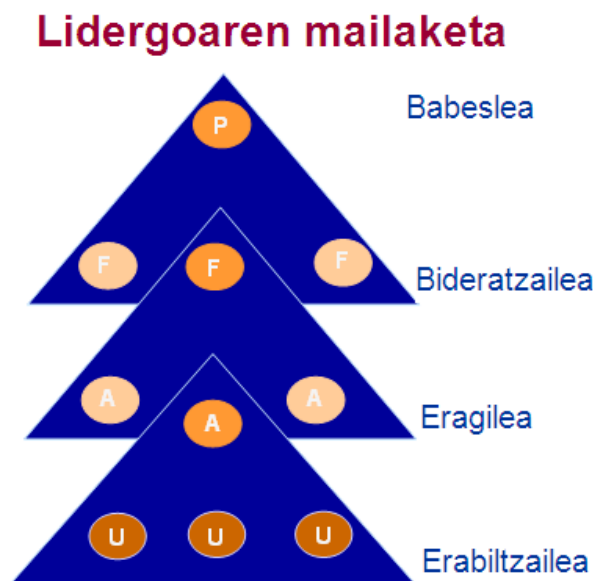 Lidergoaren mailaketa
Babeslea
P
F F F
Bideratzailea
A A A
Eragilea
U U U
Erabiltzailea